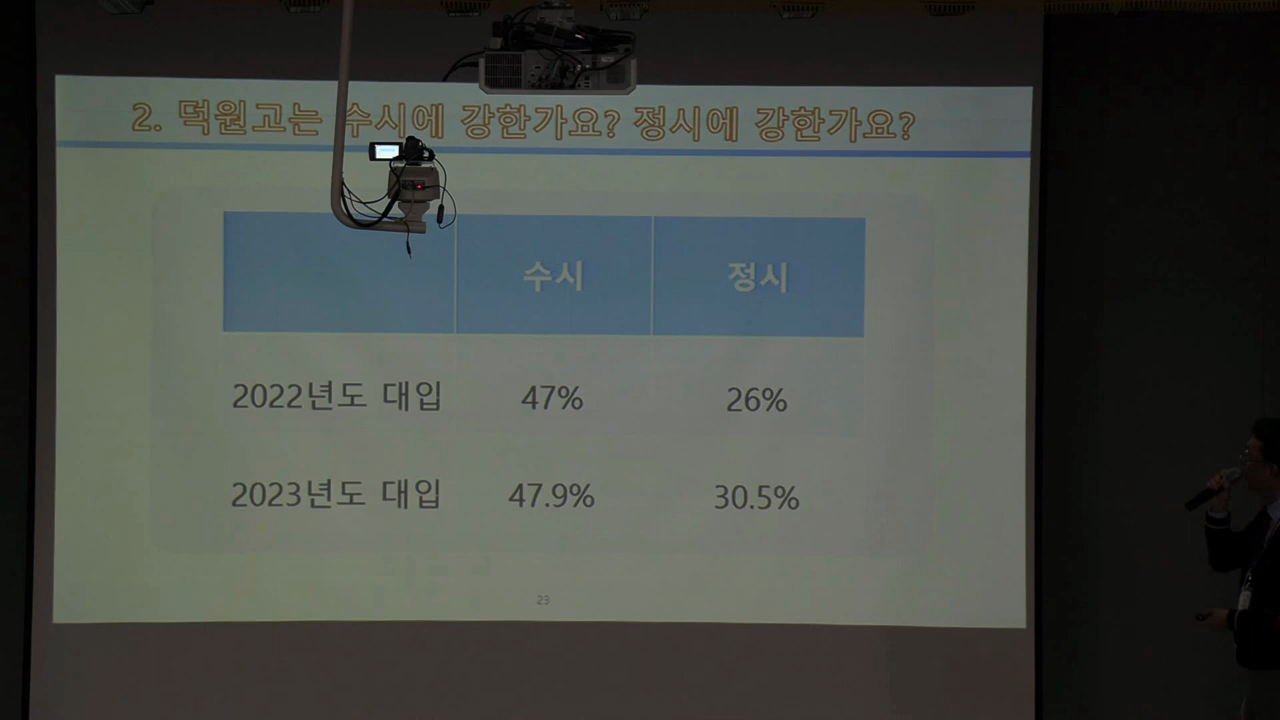 2. 덕원고는 수시에 강한가요? 정시에 강한가요?
수시 정시
2022년도 대입 47% 26%
2023년도 대입 47.9% 30.5%
23